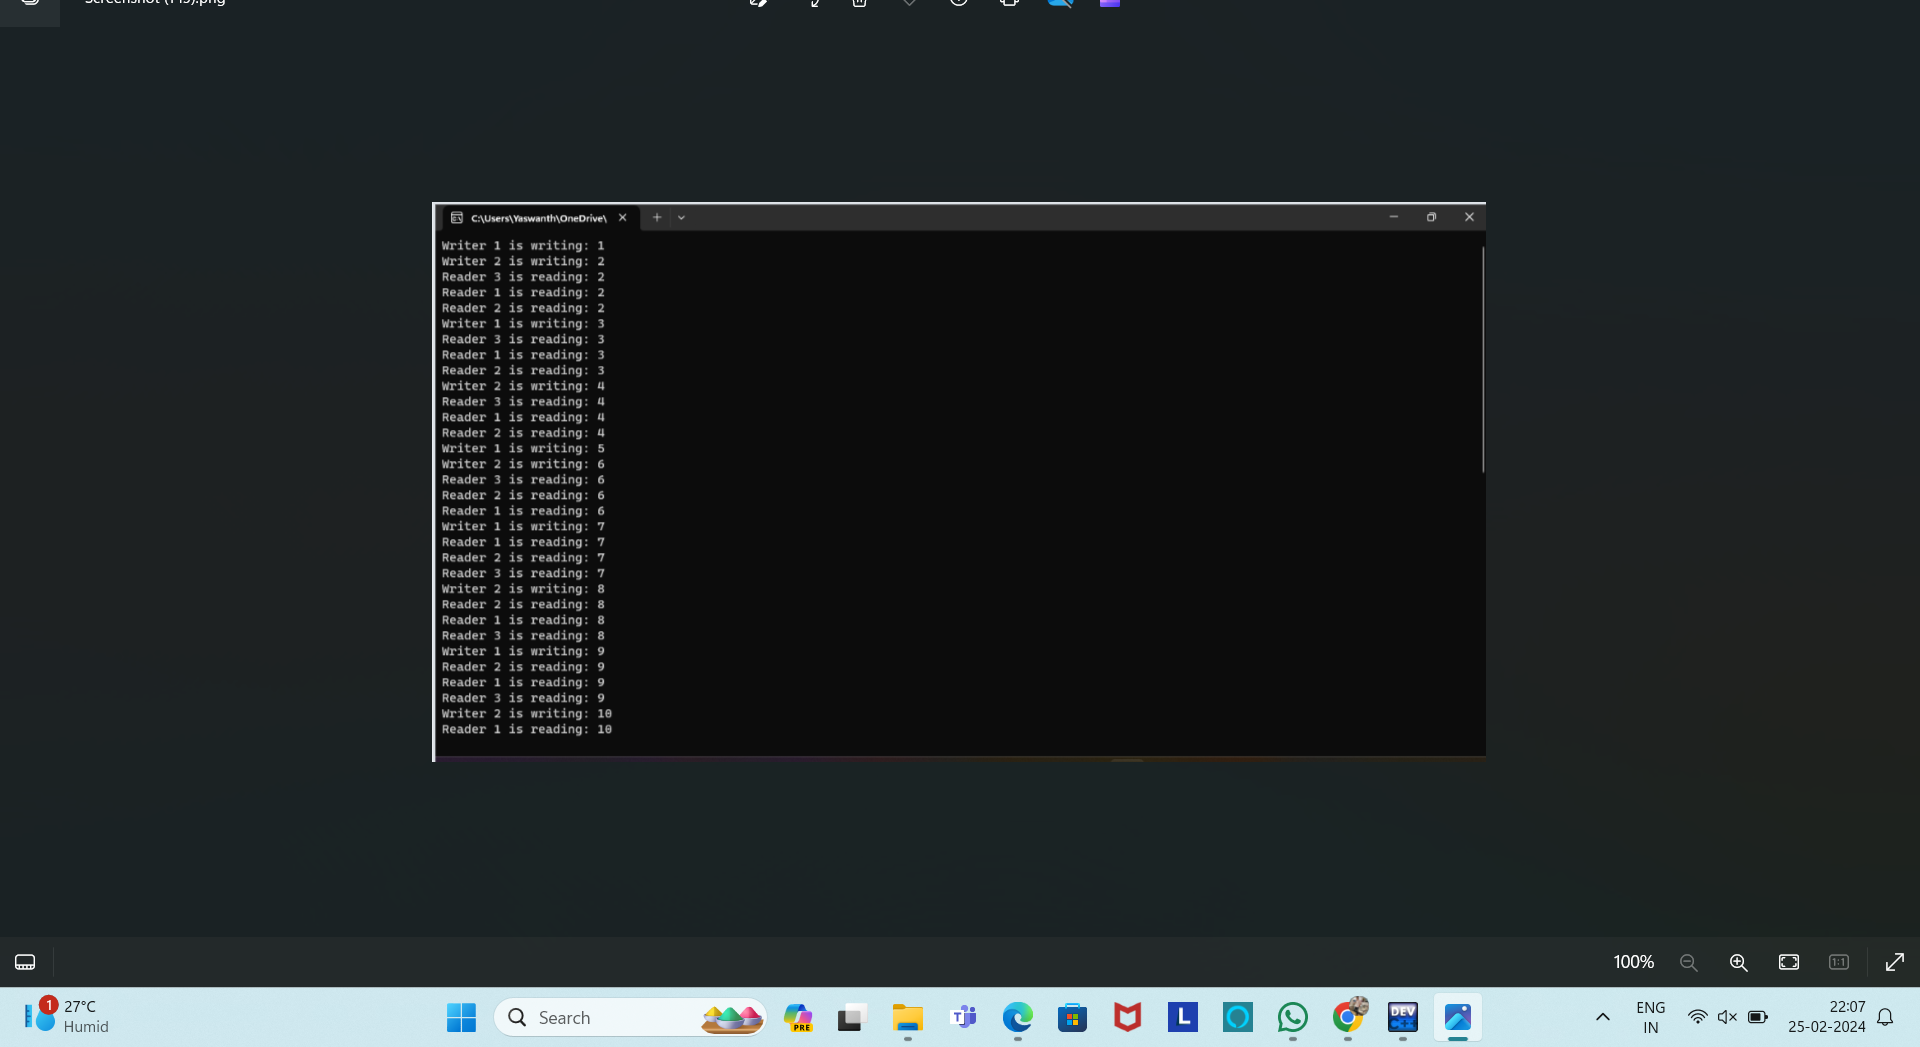 C:\Users\Yaswanth\OneDrive\
Writer 1 is writing: 1
Writer 2 is writing: 2
Reader 3 is reading: 2
Reader 1 is reading: 2
Reader 2 is reading: 2
Writer 1 is writing: 3
Reader 3 is reading: 3
Reader 1 is reading: 3
Reader 2 is reading: 3
Writer 2 is writing: 4
Reader 3 is reading: 4
Reader 1 is reading: 4
Reader 2 is reading: 4
Writer 1 is writing: 5
Writer 2 is writing: 6
Reader 3 is reading: 6
Reader 2 is reading: 6
Reader 1 is reading: 6
Writer 1 is writing: 7
Reader 1 is reading: 7
Reader 2 is reading: 7
Reader 3 is reading: 7
Writer 2 is writing: 8
Reader 2 is reading: 8
Reader 1 is reading: 8
Reader 3 is reading: 8
Writer 1 is writing: 9
Reader 2 is reading: 9
Reader 1 is reading: 9
Reader 3 is reading: 9
Writer 2 is writing: 10
Reader 1 is reading: 10
100%
1:1
1
27°C
Humid
Search
PRE
T
L
DEV
ENG
IN
22:07
25-02-2024